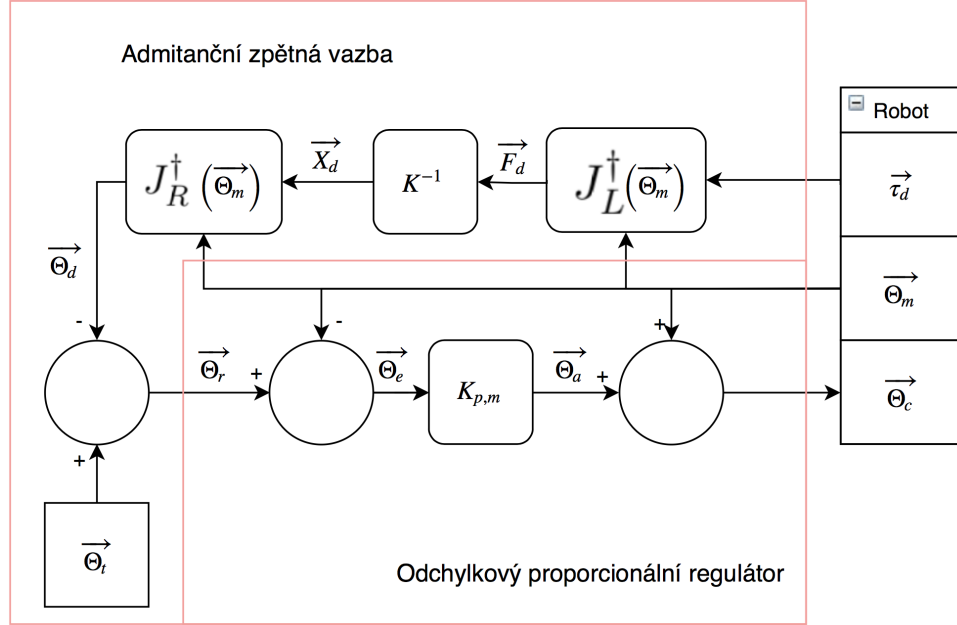 Admitanční zpětná vazba
Robot
J_R^†(Θ_m→)
X_d→
K⁻¹
F_d→
J_L^†(Θ_m→)
τ_d→
Θ_d→
Θ_m→
-
-
+
Θ_r→
+
Θ_e→
K_{p,m}
Θ_a→
+
Θ_c→
+
Θ_t→
Odchylkový proporcionální regulátor